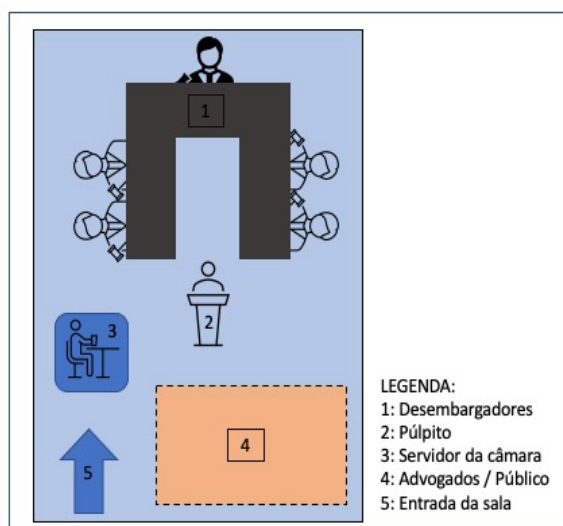 1
2
3
4
5
LEGENDA:
1: Desembargadores
2: Púlpito
3: Servidor da câmara
4: Advogados / Público
5: Entrada da sala